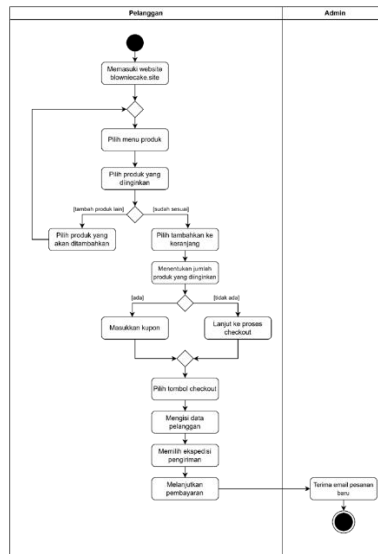 Pelanggan
Admin
Memasuki website
blowniecake.site
Pilih menu produk
Pilih produk yang
diinginkan
[tambah produk lain]
[sudah sesuai]
Pilih produk yang
akan ditambahkan
Pilih tambahkan ke
keranjang
Menentukan jumlah
produk yang diinginkan
[ada]
[tidak ada]
Masukkan kupon
Lanjut ke proses
checkout
Pilih tombol checkout
Mengisi data
pelanggan
Memilih ekspedisi
pengiriman
Melanjutkan
pembayaran
Terima email pesanan
baru